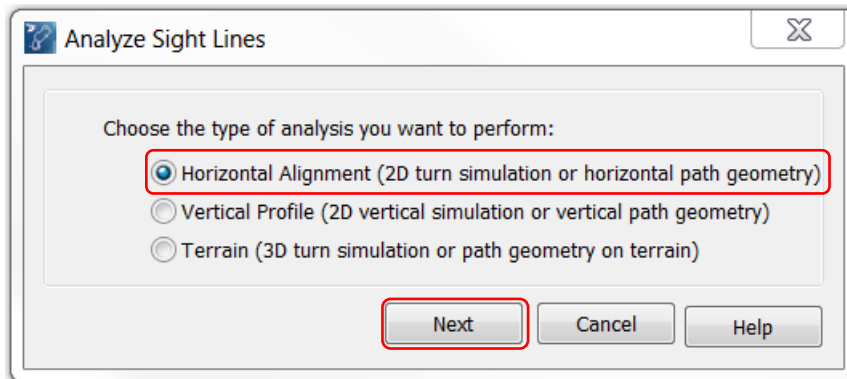 Analyze Sight Lines
Choose the type of analysis you want to perform:
Horizontal Alignment (2D turn simulation or horizontal path geometry)
Vertical Profile (2D vertical simulation or vertical path geometry)
Terrain (3D turn simulation or path geometry on terrain)
Next Cancel Help